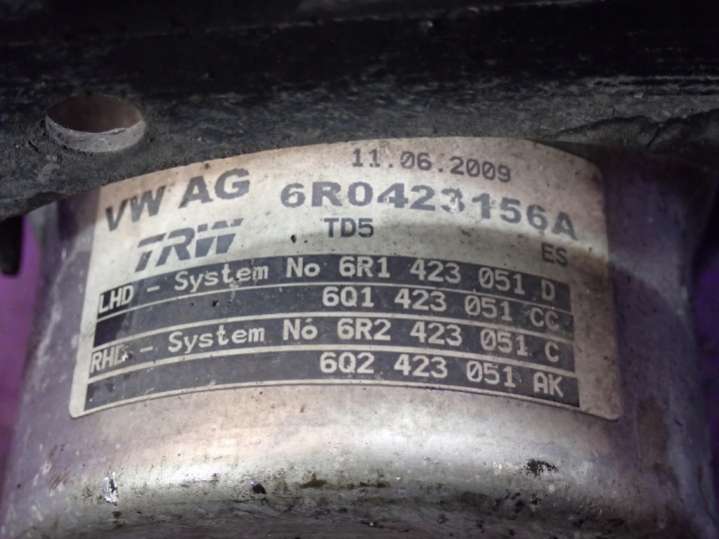 11.06.2009
VW AG 6R0423156A
TRW TD5 ES
LHD - System No 6R1 423 051 D
6Q1 423 051 CC
RHD - System No 6R2 423 051 C
6Q2 423 051 AK